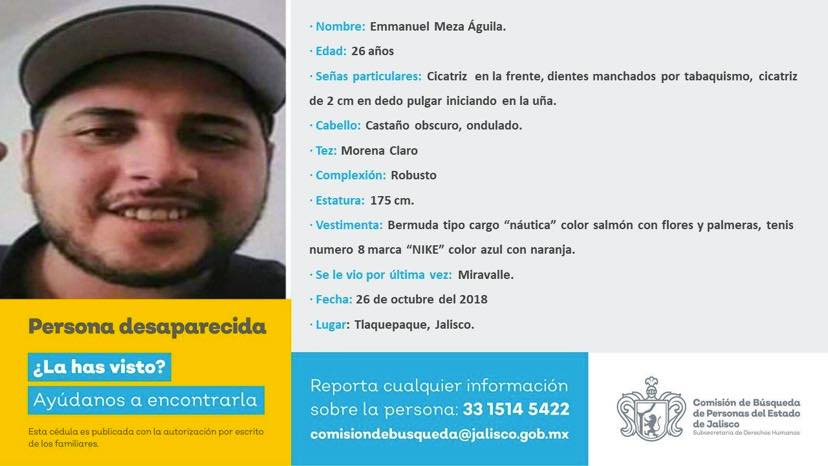 · Nombre: Emmanuel Meza Águila.
· Edad: 26 años
· Señas particulares: Cicatriz en la frente, dientes manchados por tabaquismo, cicatriz
de 2 cm en dedo pulgar iniciando en la uña.
· Cabello: Castaño obscuro, ondulado.
· Tez: Morena Claro
· Complexión: Robusto
· Estatura: 175 cm.
· Vestimenta: Bermuda tipo cargo “náutica” color salmón con flores y palmeras, tenis
numero 8 marca “NIKE” color azul con naranja.
· Se le vio por última vez: Miravalle.
· Fecha: 26 de octubre del 2018
· Lugar: Tlaquepaque, Jalisco.
Persona desaparecida
¿La has visto?
Ayúdanos a encontrarla
Esta cédula es publicada con la autorización por escrito
de los familiares.
Reporta cualquier información
sobre la persona: 33 1514 5422
comisiondebusqueda@jalisco.gob.mx
Comisión de Búsqueda
de Personas del Estado
de Jalisco
Subsecretaría de Derechos Humanos